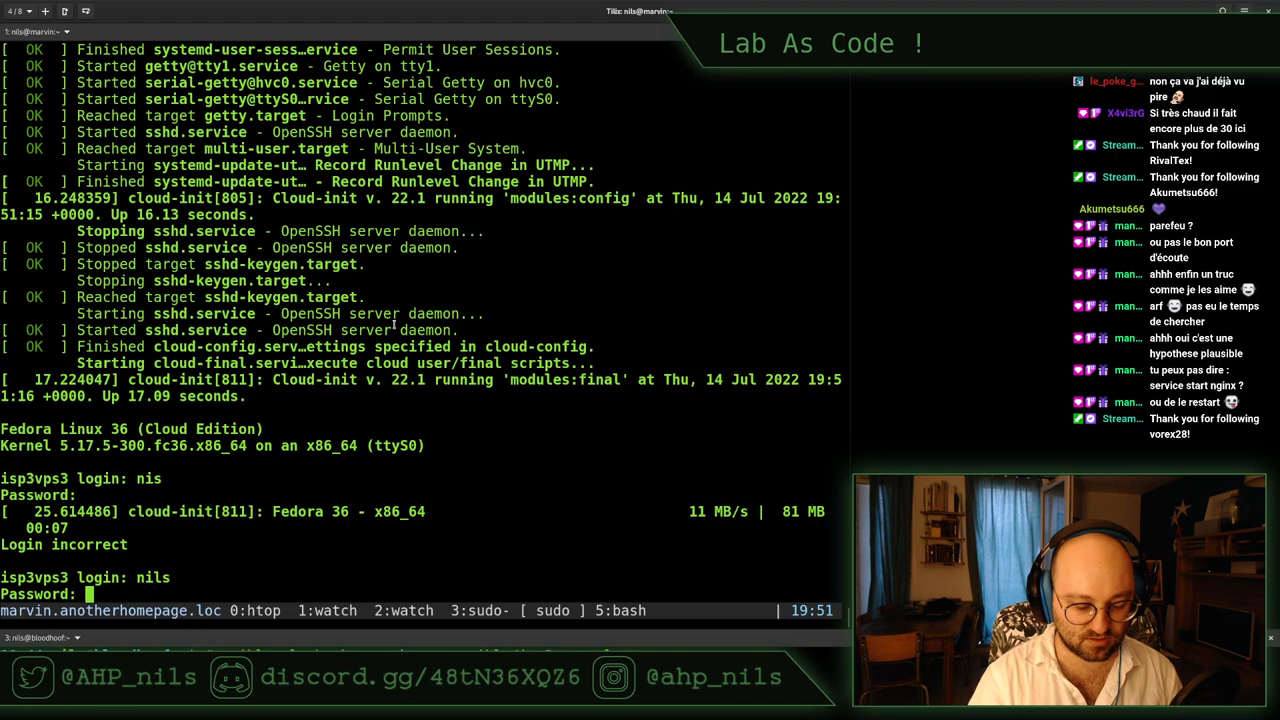 4/8
Tilix: nils@marvin:~
1: nils@marvin:~
Lab As Code !
[  OK  ] Finished systemd-user-sess…ervice - Permit User Sessions.
[  OK  ] Started getty@tty1.service - Getty on tty1.
[  OK  ] Started serial-getty@hvc0.service - Serial Getty on hvc0.
[  OK  ] Started serial-getty@ttyS0…rvice - Serial Getty on ttyS0.
[  OK  ] Reached target getty.target - Login Prompts.
[  OK  ] Started sshd.service - OpenSSH server daemon.
[  OK  ] Reached target multi-user.target - Multi-User System.
Starting systemd-update-ut… Record Runlevel Change in UTMP...
[  OK  ] Finished systemd-update-ut… - Record Runlevel Change in UTMP.
[   16.248359] cloud-init[805]: Cloud-init v. 22.1 running 'modules:config' at Thu, 14 Jul 2022 19:
51:15 +0000. Up 16.13 seconds.
Stopping sshd.service - OpenSSH server daemon...
[  OK  ] Stopped sshd.service - OpenSSH server daemon.
[  OK  ] Stopped target sshd-keygen.target.
Stopping sshd-keygen.target...
[  OK  ] Reached target sshd-keygen.target.
Starting sshd.service - OpenSSH server daemon...
[  OK  ] Started sshd.service - OpenSSH server daemon.
[  OK  ] Finished cloud-config.serv…ettings specified in cloud-config.
Starting cloud-final.servi…xecute cloud user/final scripts...
[   17.224047] cloud-init[811]: Cloud-init v. 22.1 running 'modules:final' at Thu, 14 Jul 2022 19:5
1:16 +0000. Up 17.09 seconds.
Fedora Linux 36 (Cloud Edition)
Kernel 5.17.5-300.fc36.x86_64 on an x86_64 (ttyS0)
isp3vps3 login: nis
Password:
[   25.614486] cloud-init[811]: Fedora 36 - x86_64 11 MB/s |  81 MB
00:07
Login incorrect
isp3vps3 login: nils
Password:
marvin.anotherhomepage.loc 0:htop  1:watch  2:watch  3:sudo- [ sudo ] 5:bash | 19:51
3: nils@bloodhoof:~
@AHP_nils discord.gg/48tN36XQZ6 @ahp_nils
le_poke_g… non ça va j'ai déjà vu
pire
X4vi3rG Si très chaud il fait
encore plus de 30 ici
Stream… Thank you for following
RivalTex!
Stream… Thank you for following
Akumetsu666!
Akumetsu666
man… parefeu ?
man… ou pas le bon port
d'écoute
man… ahhh enfin un truc
comme je les aime
man… arf pas eu le temps
de chercher
man… ahhh oui c'est une
hypothese plausible
man… tu peux pas dire :
service start nginx ?
man… ou de le restart
Stream… Thank you for following
vorex28!